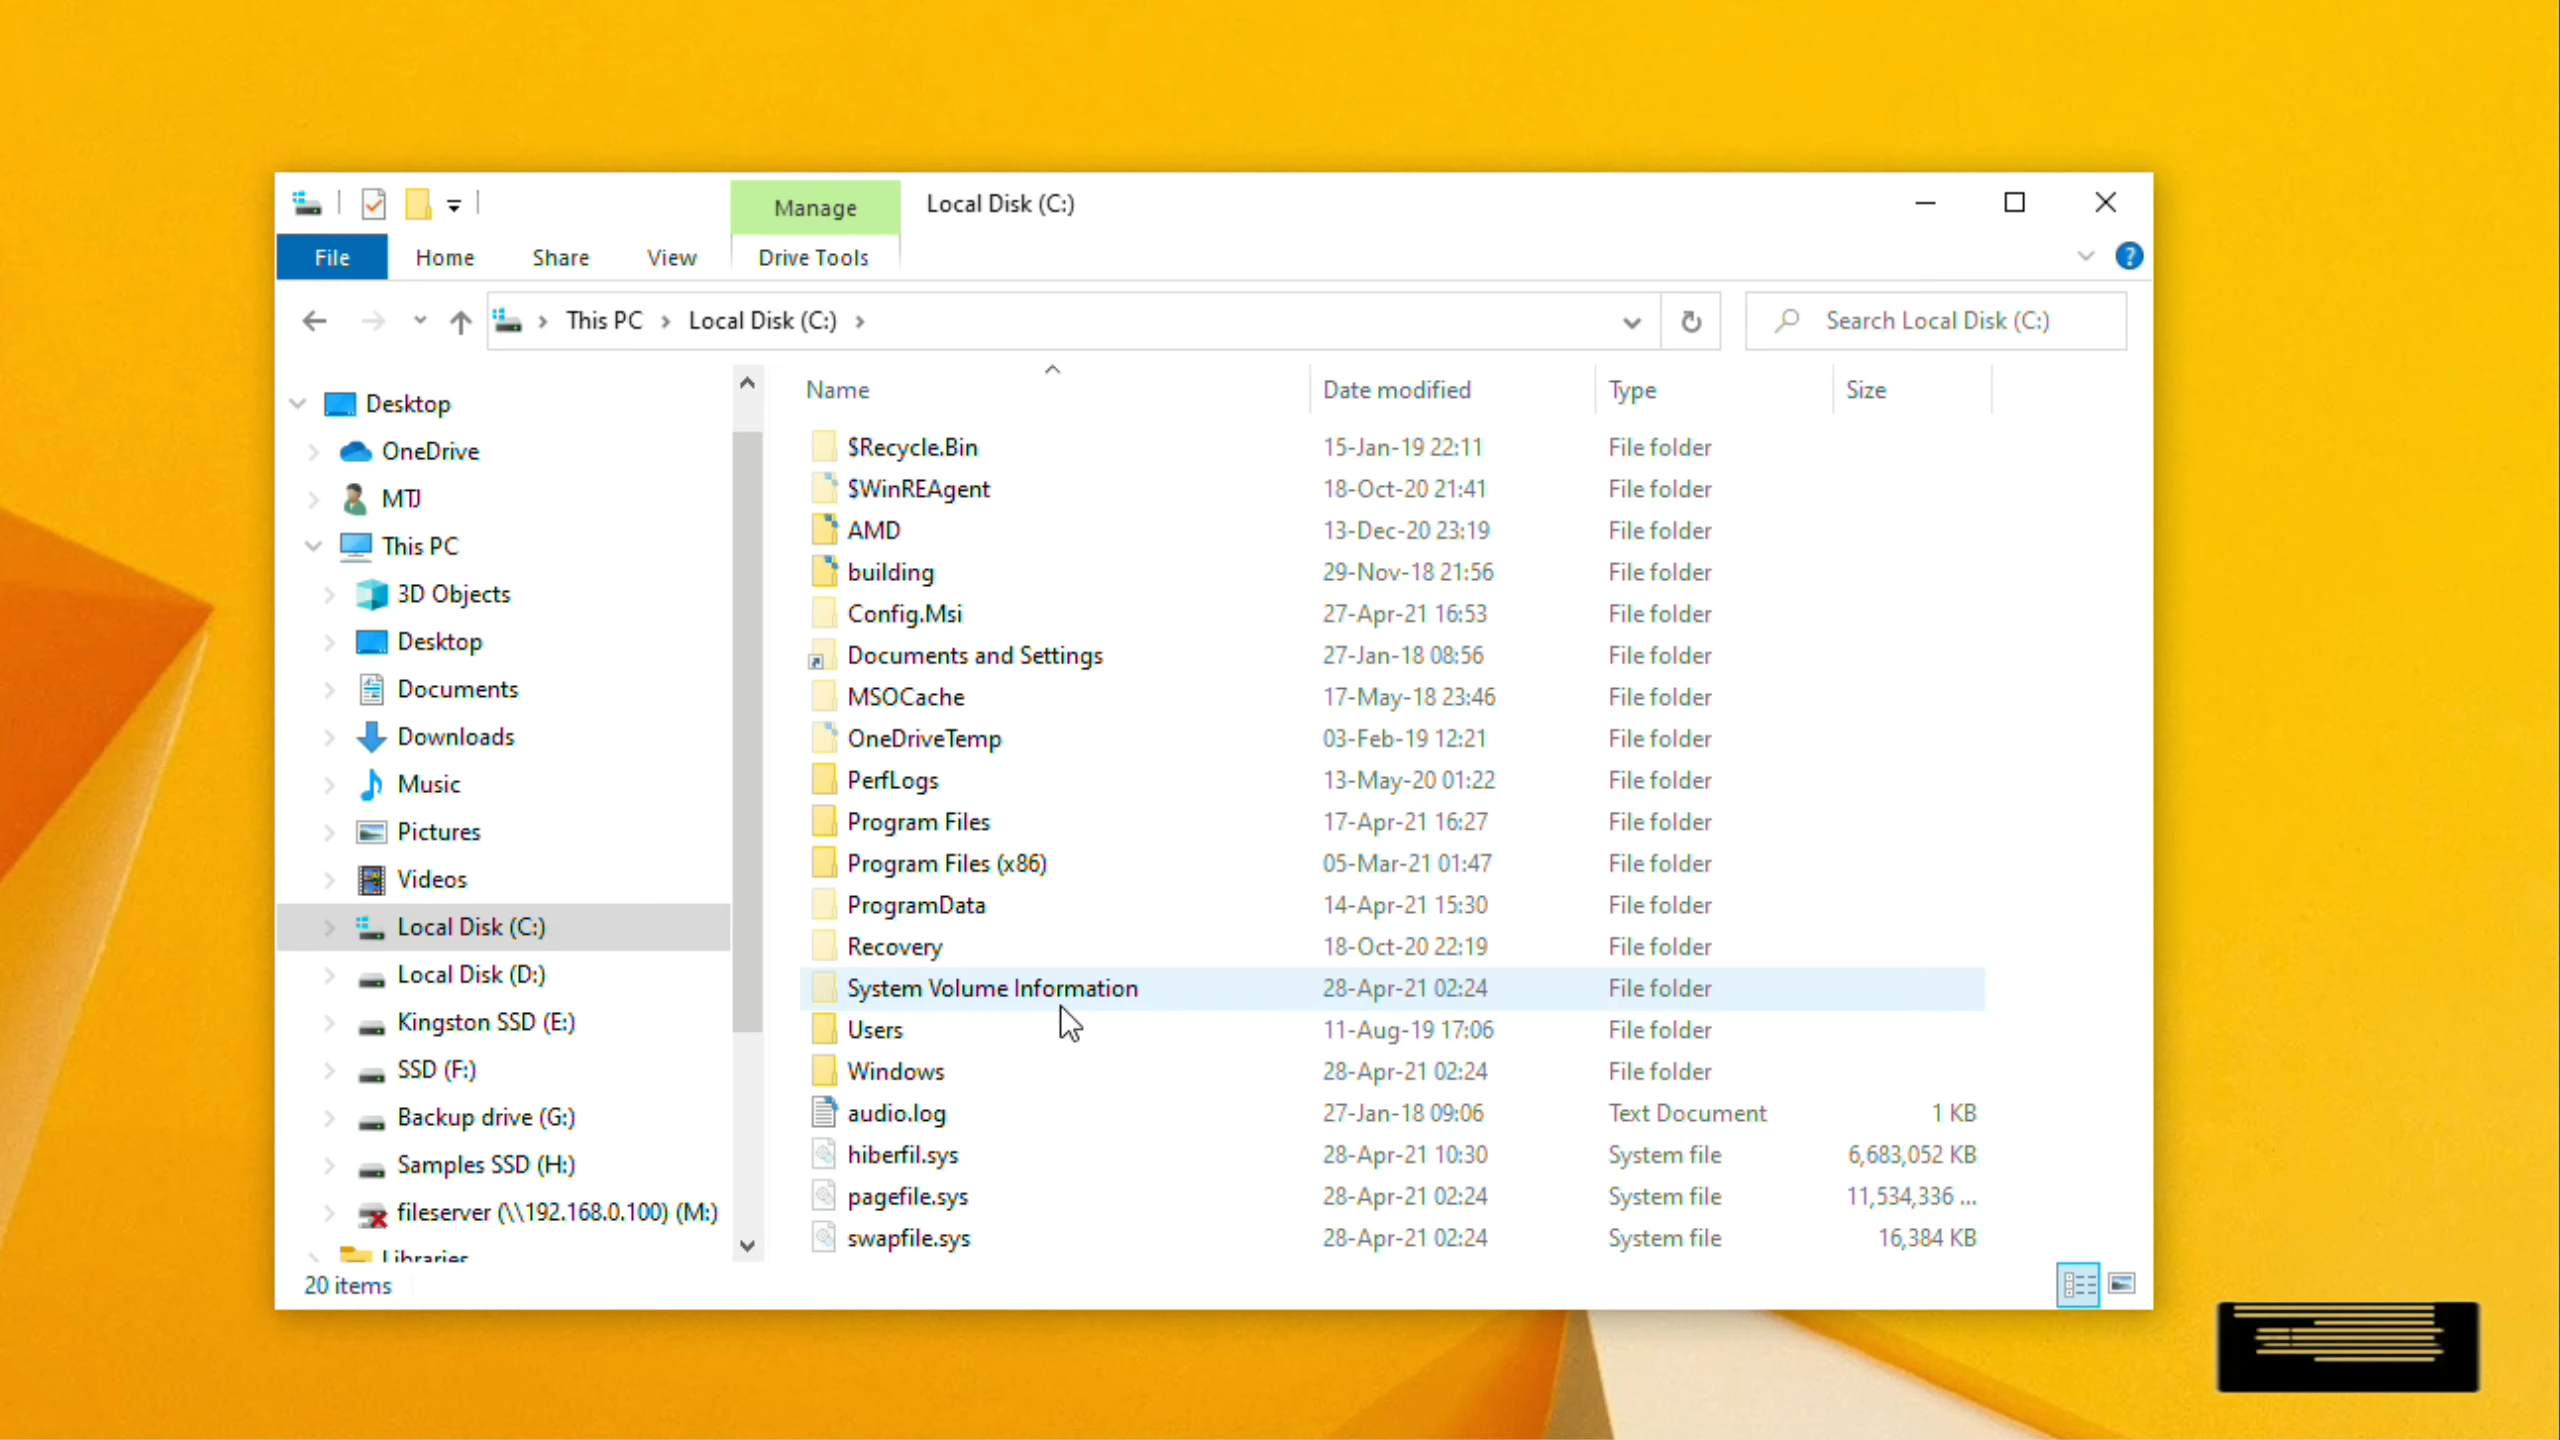 Manage
Local Disk (C:)
File
Home
Share
View
Drive Tools
This PC
Local Disk (C:)
Search Local Disk (C:)
Desktop
OneDrive
MTJ
This PC
3D Objects
Desktop
Documents
Downloads
Music
Pictures
Videos
Local Disk (C:)
Local Disk (D:)
Kingston SSD (E:)
SSD (F:)
Backup drive (G:)
Samples SSD (H:)
fileserver (\\192.168.0.100) (M:)
Libraries
Name Date modified Type Size
$Recycle.Bin 15-Jan-19 22:11 File folder
$WinREAgent 18-Oct-20 21:41 File folder
AMD 13-Dec-20 23:19 File folder
building 29-Nov-18 21:56 File folder
Config.Msi 27-Apr-21 16:53 File folder
Documents and Settings 27-Jan-18 08:56 File folder
MSOCache 17-May-18 23:46 File folder
OneDriveTemp 03-Feb-19 12:21 File folder
PerfLogs 13-May-20 01:22 File folder
Program Files 17-Apr-21 16:27 File folder
Program Files (x86) 05-Mar-21 01:47 File folder
ProgramData 14-Apr-21 15:30 File folder
Recovery 18-Oct-20 22:19 File folder
System Volume Information 28-Apr-21 02:24 File folder
Users 11-Aug-19 17:06 File folder
Windows 28-Apr-21 02:24 File folder
audio.log 27-Jan-18 09:06 Text Document 1 KB
hiberfil.sys 28-Apr-21 10:30 System file 6,683,052 KB
pagefile.sys 28-Apr-21 02:24 System file 11,534,336 ...
swapfile.sys 28-Apr-21 02:24 System file 16,384 KB
20 items